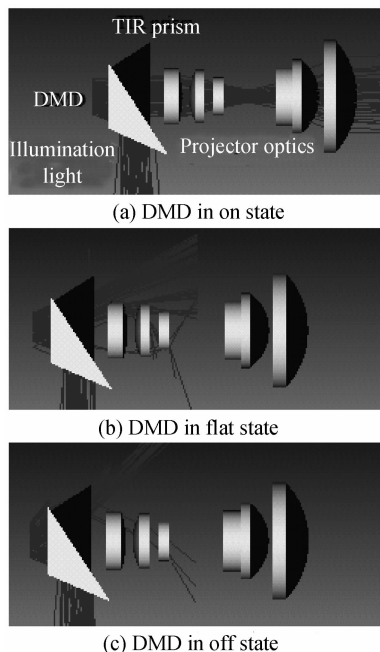 TIR prism
DMD
Illumination
light
Projector optics
(a) DMD in on state
(b) DMD in flat state
(c) DMD in off state